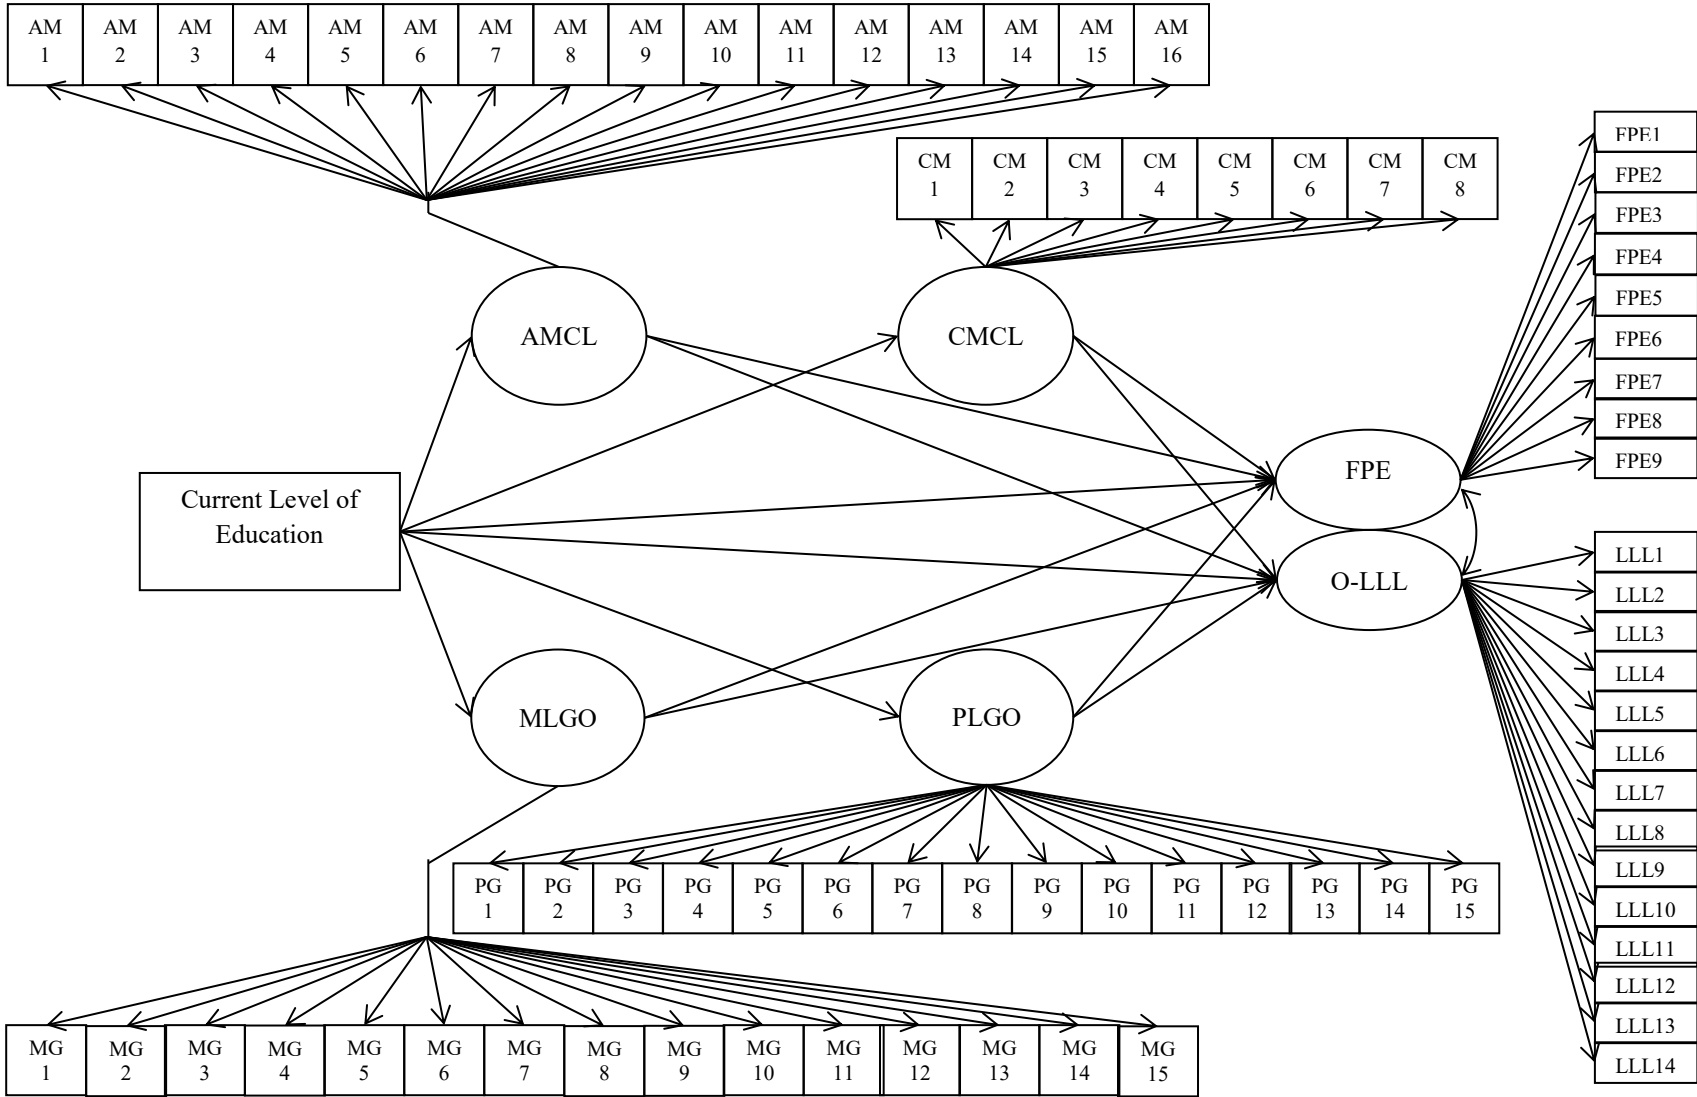 AM
1
AM
2
AM
3
AM
4
AM
5
AM
6
AM
7
AM
8
AM
9
AM
10
AM
11
AM
12
AM
13
AM
14
AM
15
AM
16
CM
1
CM
2
CM
3
CM
4
CM
5
CM
6
CM
7
CM
8
FPE1
FPE2
FPE3
FPE4
FPE5
FPE6
FPE7
FPE8
FPE9
AMCL
CMCL
Current Level of
Education
FPE
O-LLL
MLGO
PLGO
LLL1
LLL2
LLL3
LLL4
LLL5
LLL6
LLL7
LLL8
LLL9
LLL10
LLL11
LLL12
LLL13
LLL14
PG
1
PG
2
PG
3
PG
4
PG
5
PG
6
PG
7
PG
8
PG
9
PG
10
PG
11
PG
12
PG
13
PG
14
PG
15
MG
1
MG
2
MG
3
MG
4
MG
5
MG
6
MG
7
MG
8
MG
9
MG
10
MG
11
MG
12
MG
13
MG
14
MG
15